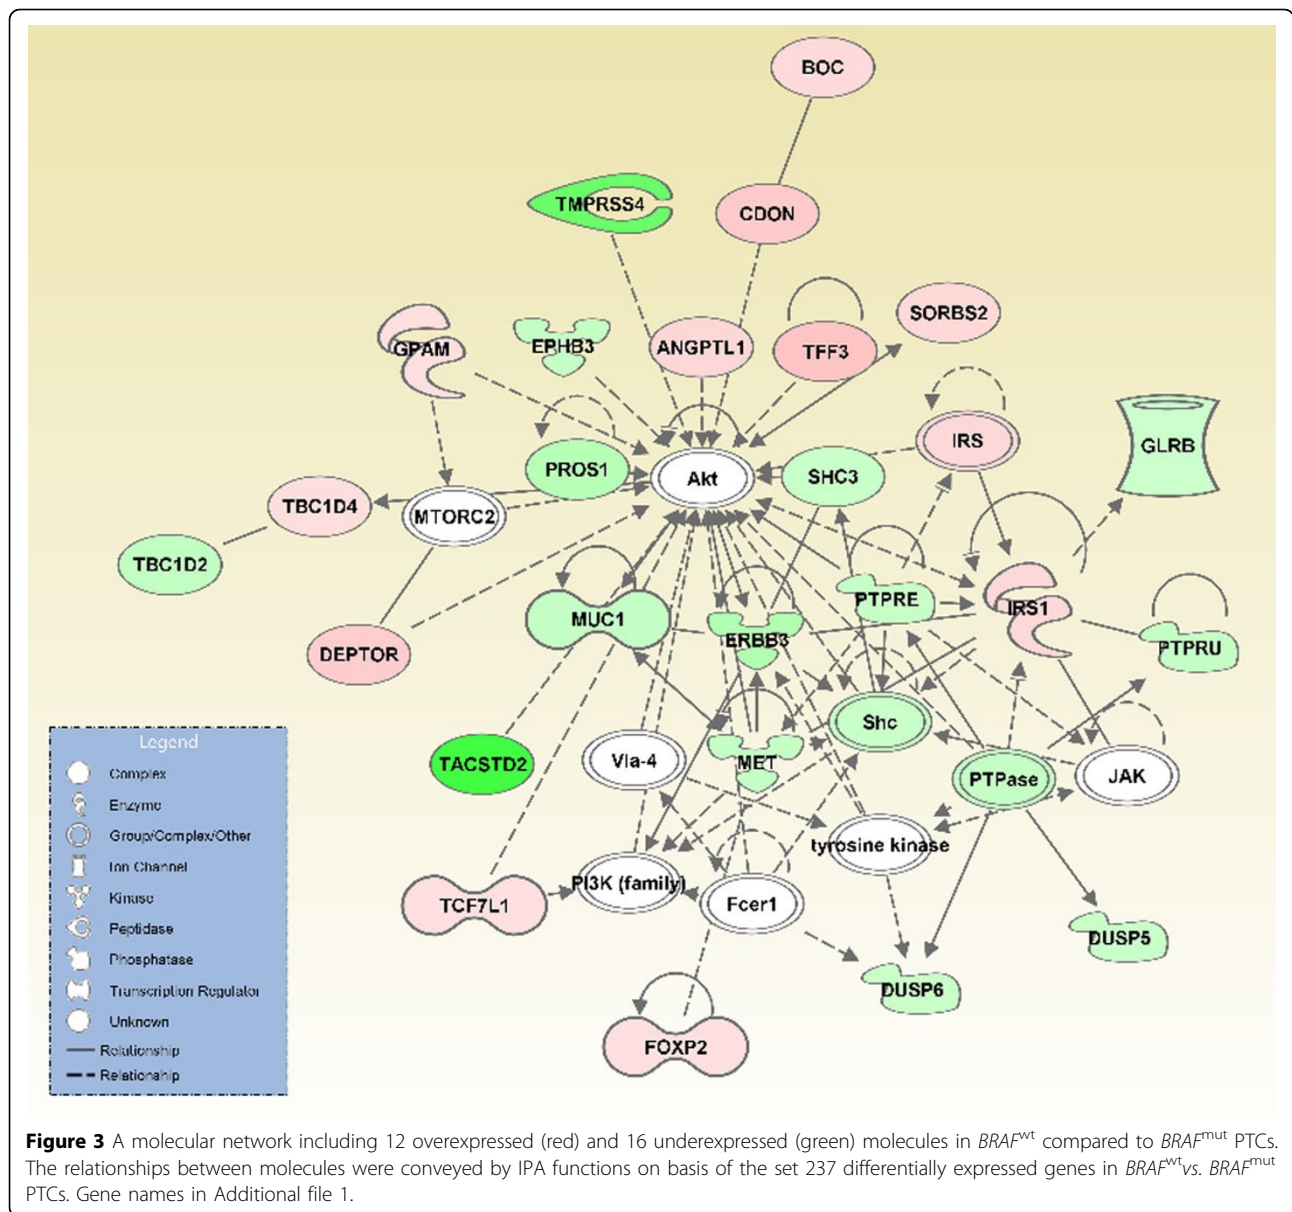 BOC
TMPRSS4
CDON
SORBS2
GPAM
EPHB3
ANGPTL1
TFF3
IRS
GLRB
PROS1
Akt
SHC3
TBC1D4
MTORC2
TBC1D2
MUC1
ERBB3
PTPRE
IRS1
PTPRU
DEPTOR
Shc
TACSTD2
Vla-4
MET
PTPase
JAK
tyrosine kinase
TCF7L1
PI3K (family)
Fcer1
DUSP5
DUSP6
FOXP2
Legend
Complex
Enzyme
Group/Complex/Other
Ion Channel
Kinase
Peptidase
Phosphatase
Transcription Regulator
Unknown
Relationship
Relationship
Figure 3 A molecular network including 12 overexpressed (red) and 16 underexpressed (green) molecules in BRAFwt compared to BRAFmut PTCs.
The relationships between molecules were conveyed by IPA functions on basis of the set 237 differentially expressed genes in BRAFwtvs. BRAFmut
PTCs. Gene names in Additional file 1.